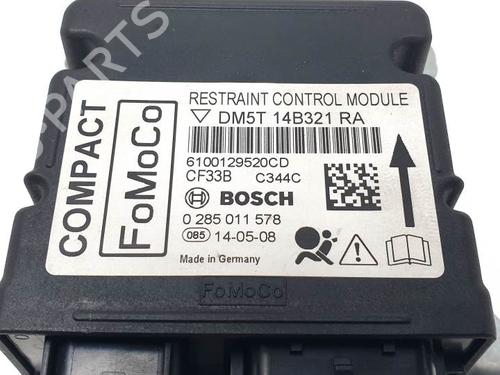 PARTS
COMPACT
FoMoCo
RESTRAINT CONTROL MODULE
DM5T 14B321 RA
6100129520CD
CF33B C344C
BOSCH
0 285 011 578
085 14-05-08
Made in Germany
FoMoCo